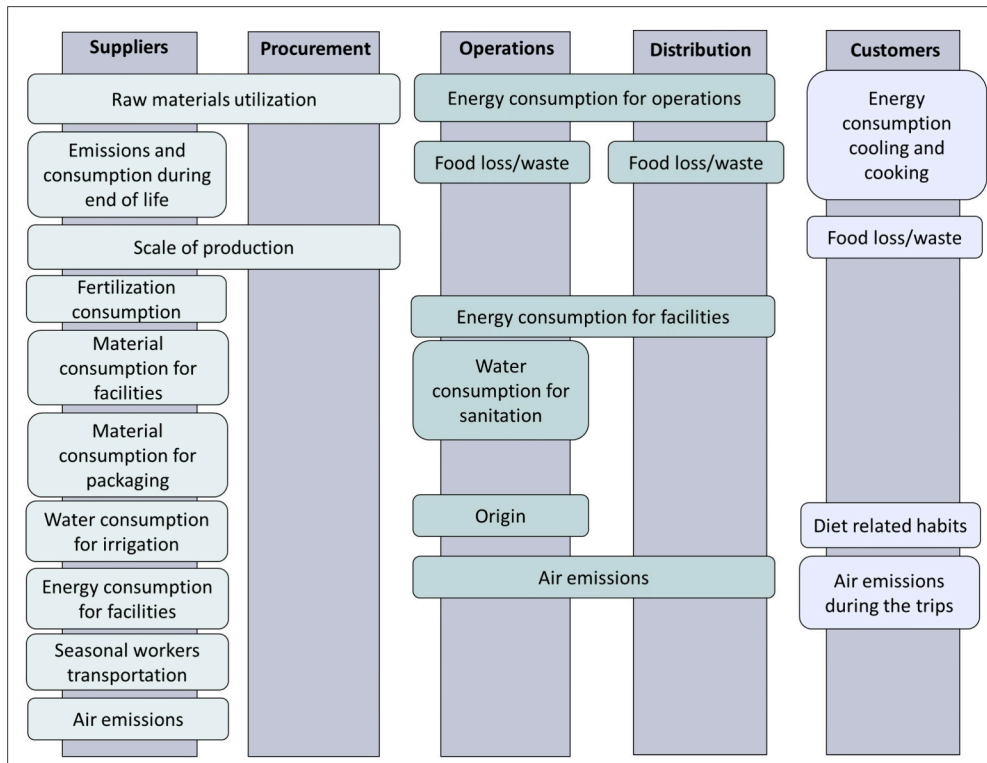 Suppliers
Procurement
Operations
Distribution
Customers
Raw materials utilization
Emissions and
consumption during
end of life
Scale of production
Fertilization
consumption
Material
consumption for
facilities
Material
consumption for
packaging
Water consumption
for irrigation
Energy consumption
for facilities
Seasonal workers
transportation
Air emissions
Energy consumption for operations
Food loss/waste
Food loss/waste
Energy consumption for facilities
Water
consumption for
sanitation
Origin
Air emissions
Energy
consumption
cooling and
cooking
Food loss/waste
Diet related habits
Air emissions
during the trips